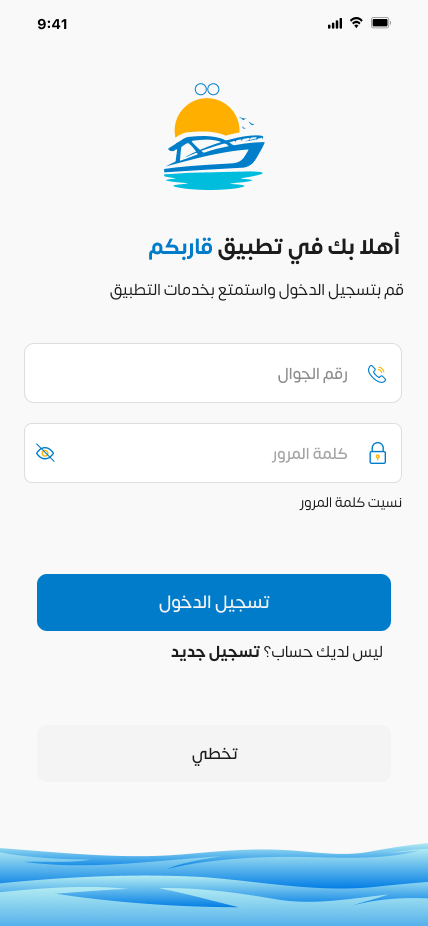 9:41
أهلا بك في تطبيق قاربكم
قم بتسجيل الدخول واستمتع بخدمات التطبيق
رقم الجوال
كلمة المرور
نسيت كلمة المرور
تسجيل الدخول
ليس لديك حساب؟ تسجيل جديد
تخطي